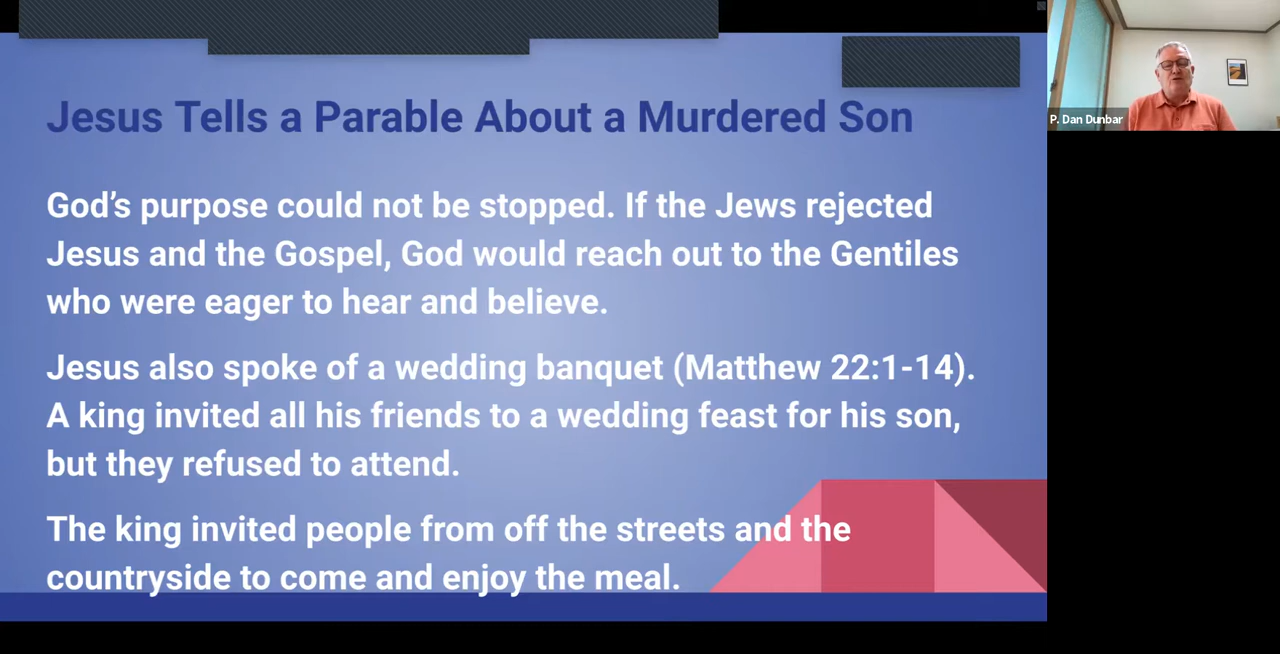 Jesus Tells a Parable About a Murdered Son
God’s purpose could not be stopped. If the Jews rejected
Jesus and the Gospel, God would reach out to the Gentiles
who were eager to hear and believe.
Jesus also spoke of a wedding banquet (Matthew 22:1-14).
A king invited all his friends to a wedding feast for his son,
but they refused to attend.
The king invited people from off the streets and the
countryside to come and enjoy the meal.
P. Dan Dunbar